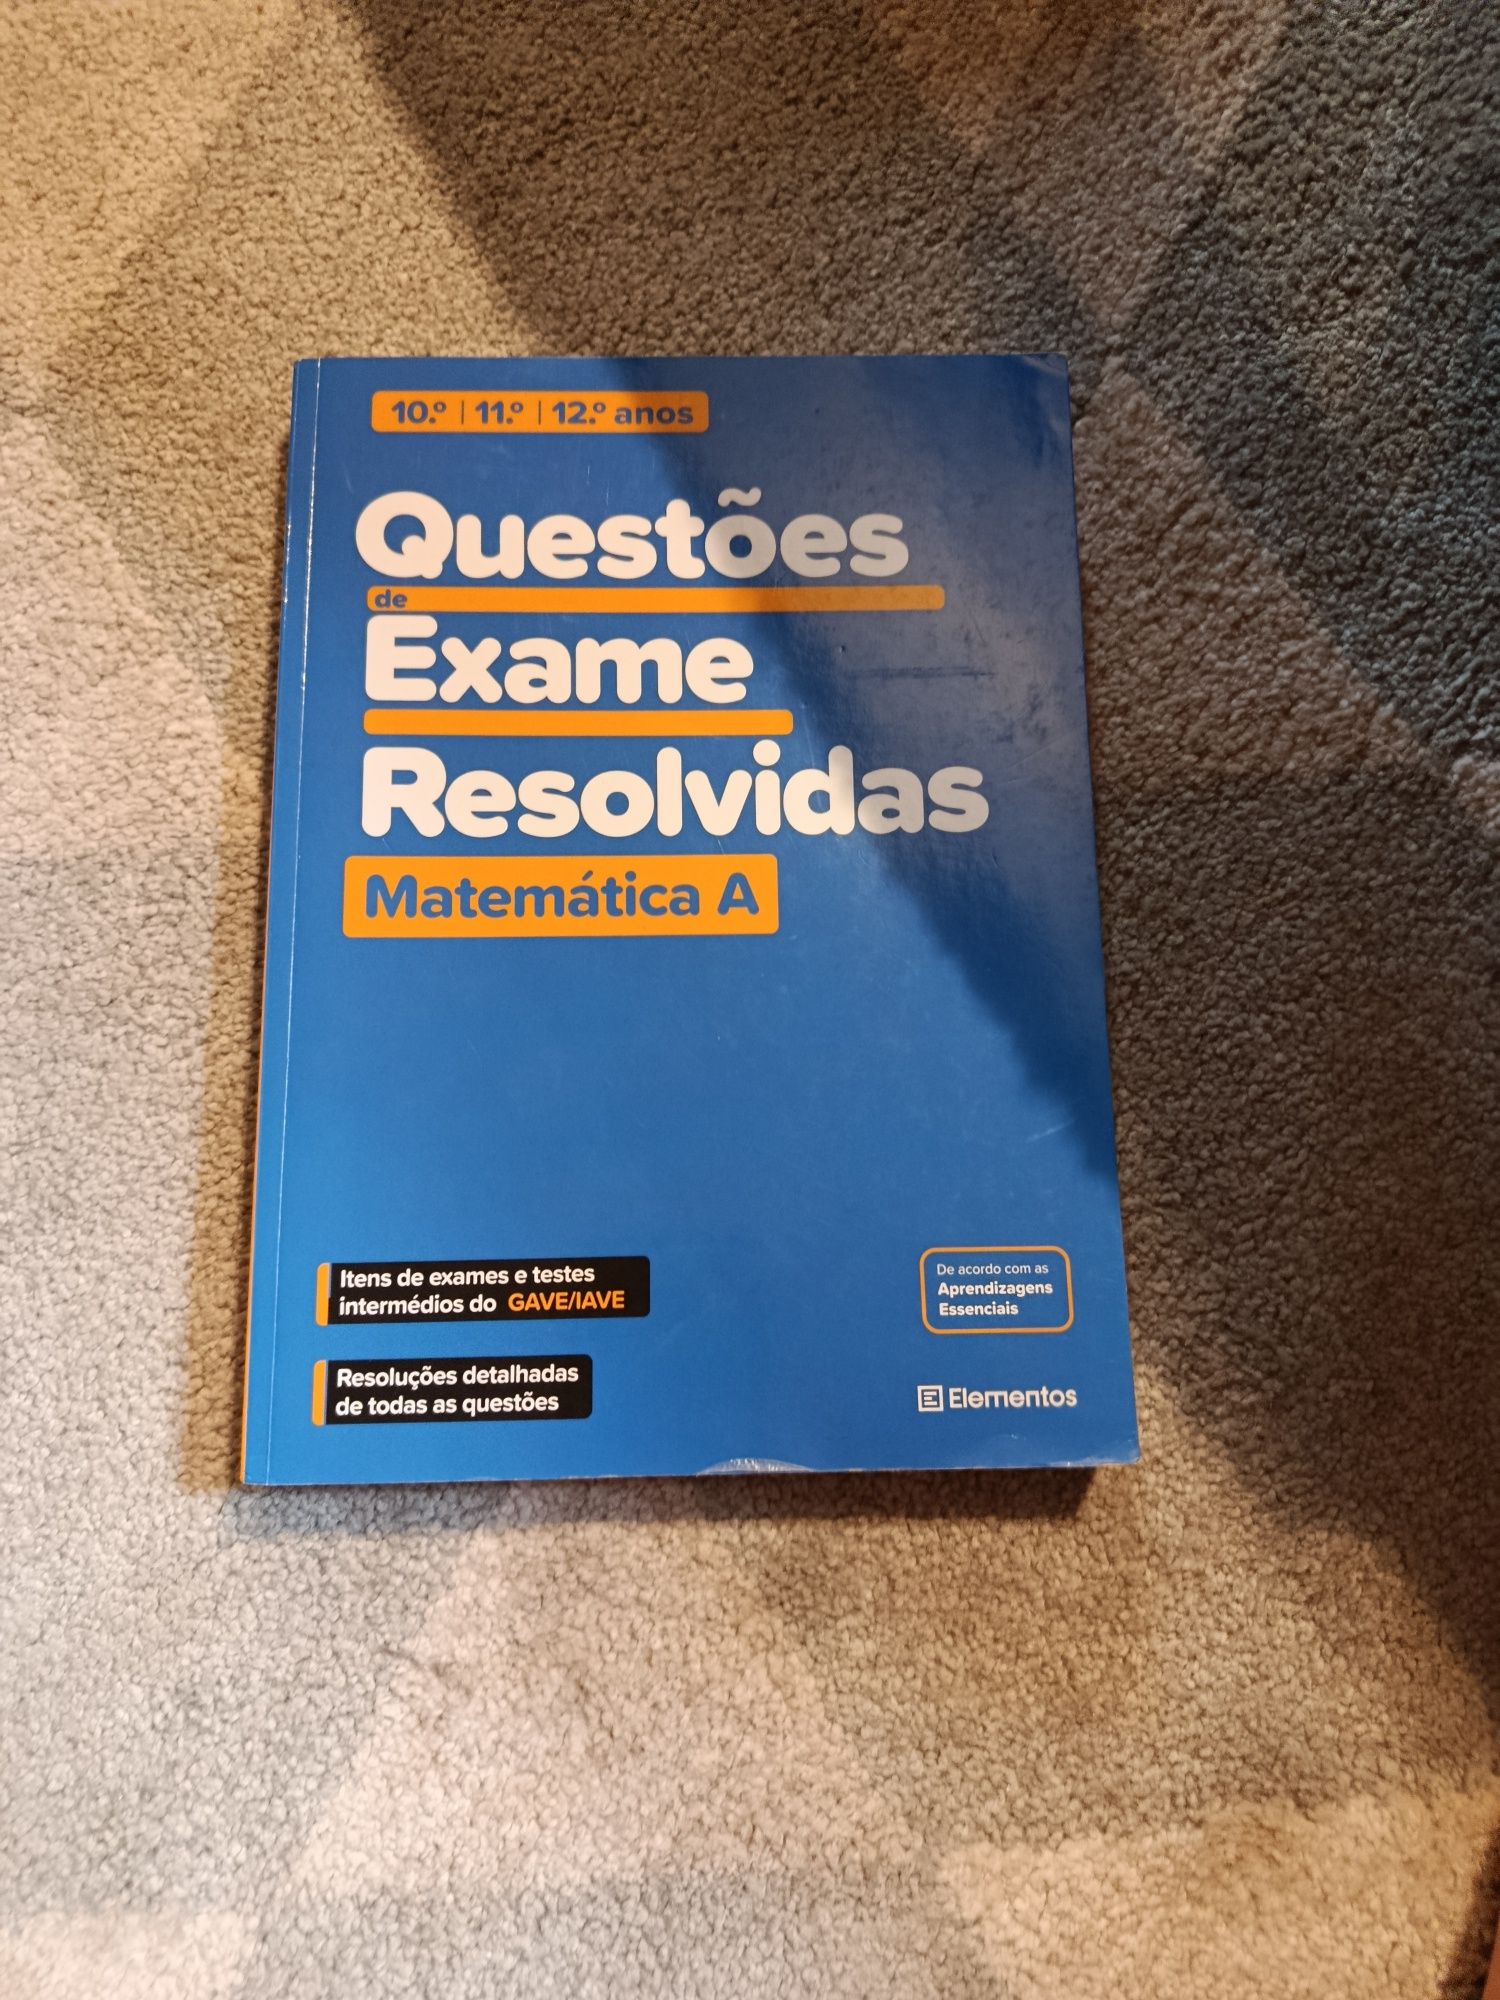 10.º | 11.º | 12.º anos
Questões
de
Exame
Resolvidas
Matemática A
Itens de exames e testes
intermédios do GAVE/IAVE
Resoluções detalhadas
de todas as questões
De acordo com as
Aprendizagens
Essenciais
Elementos